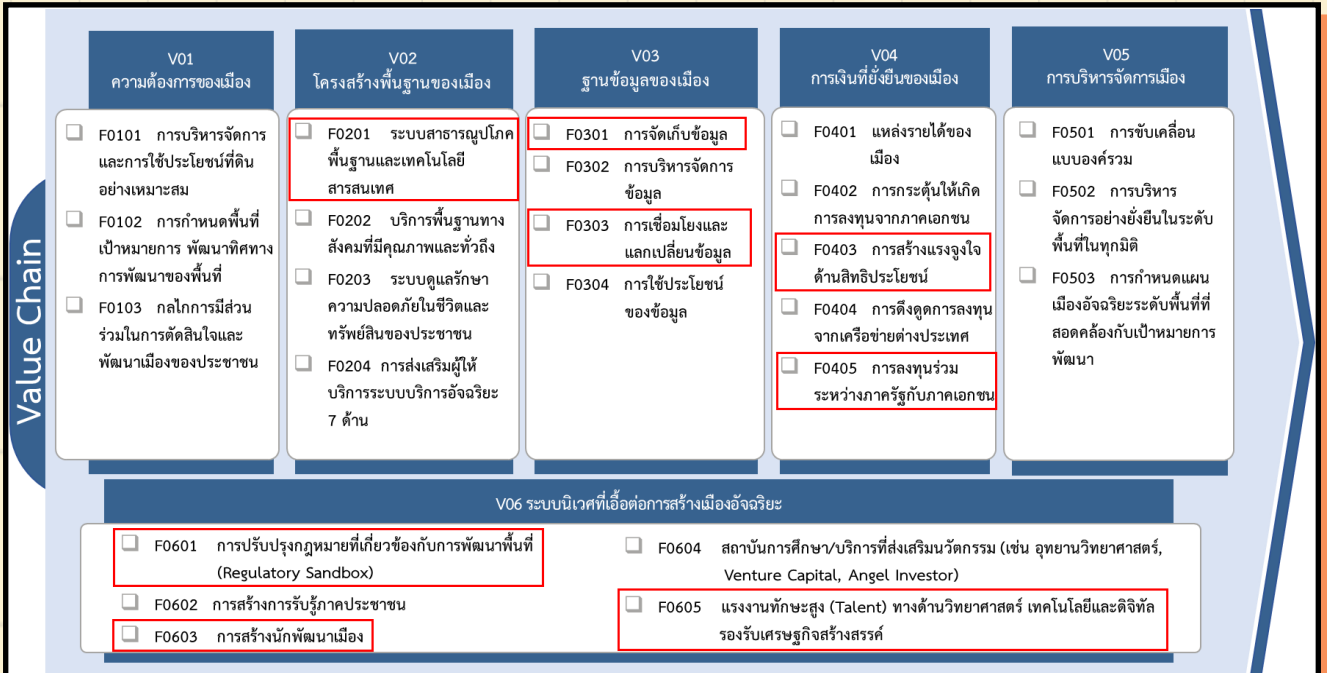 Value Chain
V01
ความต้องการของเมือง
F0101 การบริหารจัดการ
และการใช้ประโยชน์ที่ดิน
อย่างเหมาะสม
F0102 การกำหนดพื้นที่
เป้าหมายการ พัฒนาทิศทาง
การพัฒนาของพื้นที่
F0103 กลไกการมีส่วน
ร่วมในการตัดสินใจและ
พัฒนาเมืองของประชาชน
V02
โครงสร้างพื้นฐานของเมือง
F0201 ระบบสาธารณูปโภค
พื้นฐานและเทคโนโลยี
สารสนเทศ
F0202 บริการพื้นฐานทาง
สังคมที่มีคุณภาพและทั่วถึง
F0203 ระบบดูแลรักษา
ความปลอดภัยในชีวิตและ
ทรัพย์สินของประชาชน
F0204 การส่งเสริมผู้ให้
บริการระบบบริการอัจฉริยะ
7 ด้าน
V03
ฐานข้อมูลของเมือง
F0301 การจัดเก็บข้อมูล
F0302 การบริหารจัดการ
ข้อมูล
F0303 การเชื่อมโยงและ
แลกเปลี่ยนข้อมูล
F0304 การใช้ประโยชน์
ของข้อมูล
V04
การเงินที่ยั่งยืนของเมือง
F0401 แหล่งรายได้ของ
เมือง
F0402 การกระตุ้นให้เกิด
การลงทุนจากภาคเอกชน
F0403 การสร้างแรงจูงใจ
ด้านสิทธิประโยชน์
F0404 การดึงดูดการลงทุน
จากเครือข่ายต่างประเทศ
F0405 การลงทุนร่วม
ระหว่างภาครัฐกับภาคเอกชน
V05
การบริหารจัดการเมือง
F0501 การขับเคลื่อน
แบบองค์รวม
F0502 การบริหาร
จัดการอย่างยั่งยืนในระดับ
พื้นที่ในทุกมิติ
F0503 การกำหนดแผน
เมืองอัจฉริยะระดับพื้นที่ที่
สอดคล้องกับเป้าหมายการ
พัฒนา
V06 ระบบนิเวศที่เอื้อต่อการสร้างเมืองอัจฉริยะ
F0601 การปรับปรุงกฎหมายที่เกี่ยวข้องกับการพัฒนาพื้นที่
(Regulatory Sandbox)
F0602 การสร้างการรับรู้ภาคประชาชน
F0603 การสร้างนักพัฒนาเมือง
F0604 สถาบันการศึกษา/บริการที่ส่งเสริมนวัตกรรม (เช่น อุทยานวิทยาศาสตร์,
Venture Capital, Angel Investor)
F0605 แรงงานทักษะสูง (Talent) ทางด้านวิทยาศาสตร์ เทคโนโลยีและดิจิทัล
รองรับเศรษฐกิจสร้างสรรค์